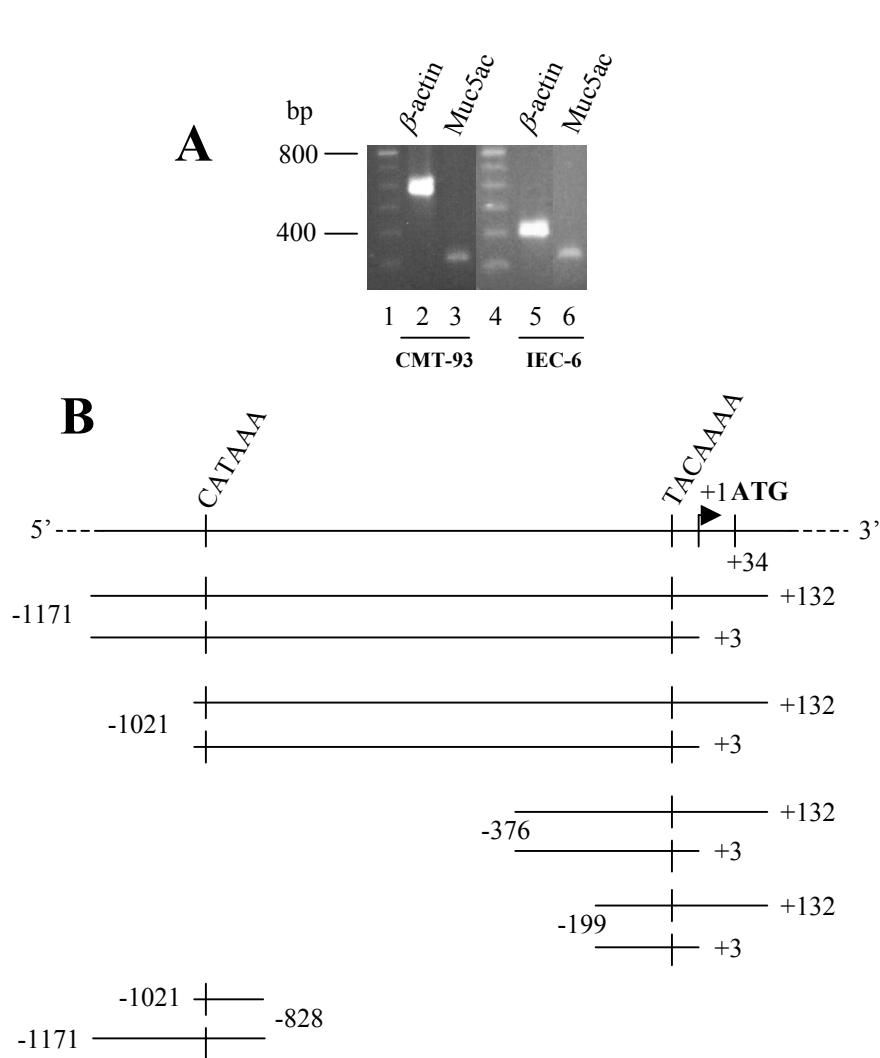 A
bp
β-actin Muc5ac β-actin Muc5ac
800
400
1 2 3 4 5 6
CMT-93 IEC-6
B
CATAAA TACAAAA
+1 ATG
5’ 3’
+34
-1171 +132
+3
-1021 +132
+3
-376 +132
+3
-199 +132
+3
-1021
-828
-1171